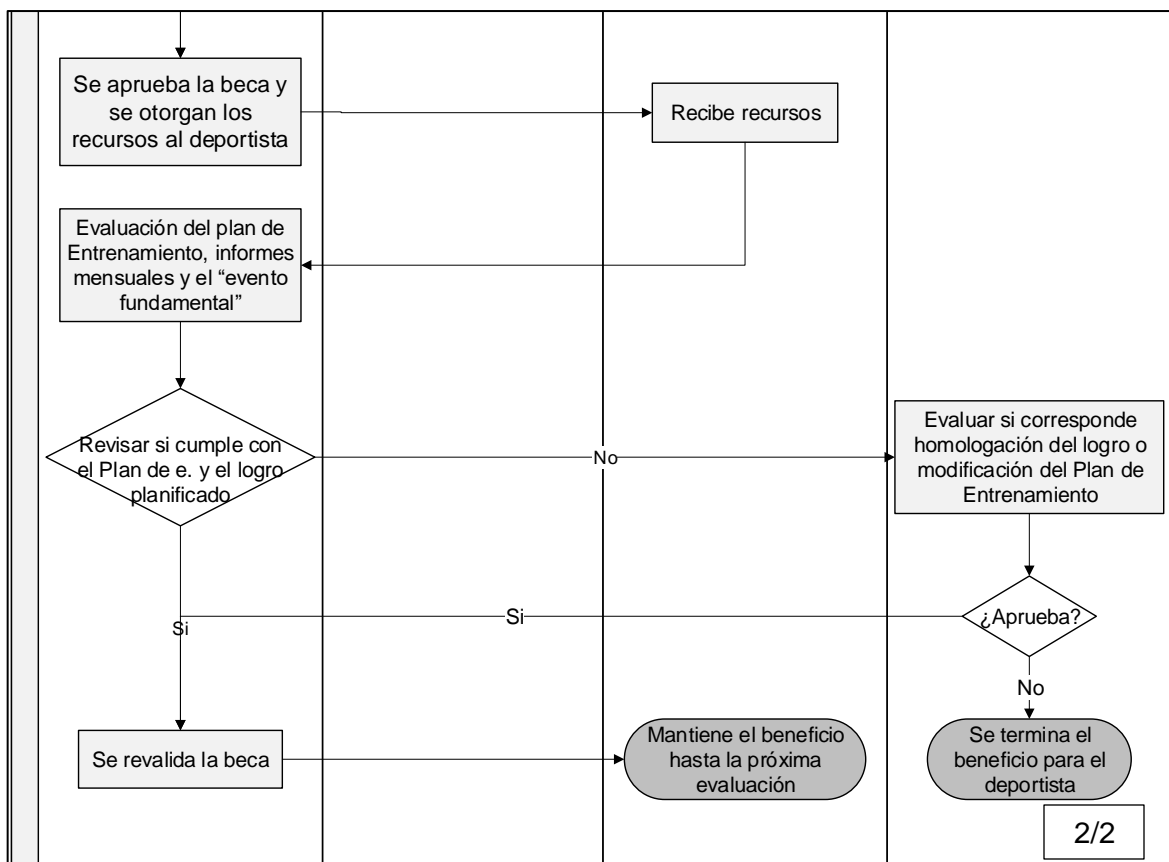 Se aprueba la beca y
se otorgan los
recursos al deportista
Recibe recursos
Evaluación del plan de
Entrenamiento, informes
mensuales y el “evento
fundamental”
Revisar si cumple con
el Plan de e. y el logro
planificado
No
Evaluar si corresponde
homologación del logro o
modificación del Plan de
Entrenamiento
¿Aprueba?
Si
Si
No
Se revalida la beca
Mantiene el beneficio
hasta la próxima
evaluación
Se termina el
beneficio para el
deportista
2/2